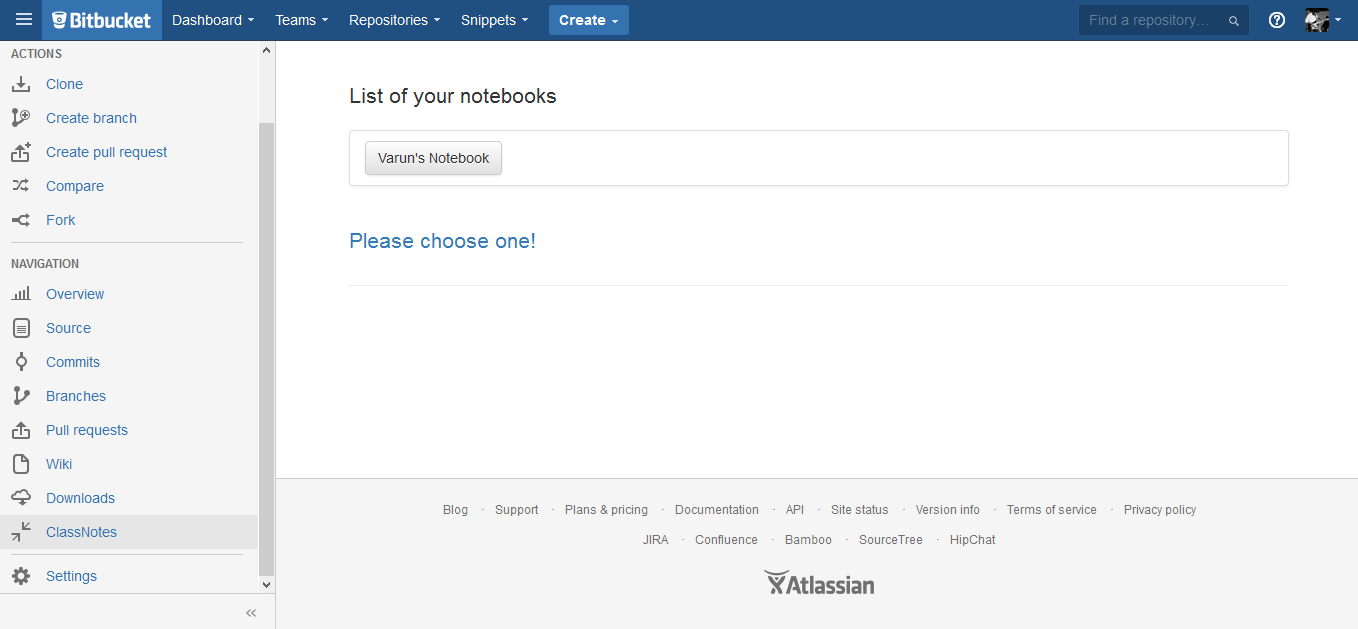 Bitbucket Dashboard Teams Repositories Snippets Create Find a repository...
ACTIONS
Clone
Create branch
Create pull request
Compare
Fork
NAVIGATION
Overview
Source
Commits
Branches
Pull requests
Wiki
Downloads
ClassNotes
Settings
List of your notebooks
Varun's Notebook
Please choose one!
Blog · Support · Plans & pricing · Documentation · API · Site status · Version info · Terms of service · Privacy policy
JIRA · Confluence · Bamboo · SourceTree · HipChat
Atlassian